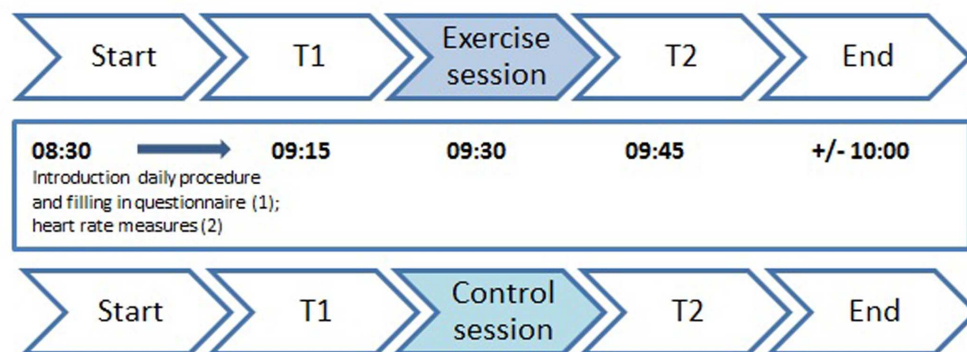 Start T1 Exercise session T2 End
08:30 09:15 09:30 09:45 +/- 10:00
Introduction daily procedure
and filling in questionnaire (1);
heart rate measures (2)
Start T1 Control session T2 End